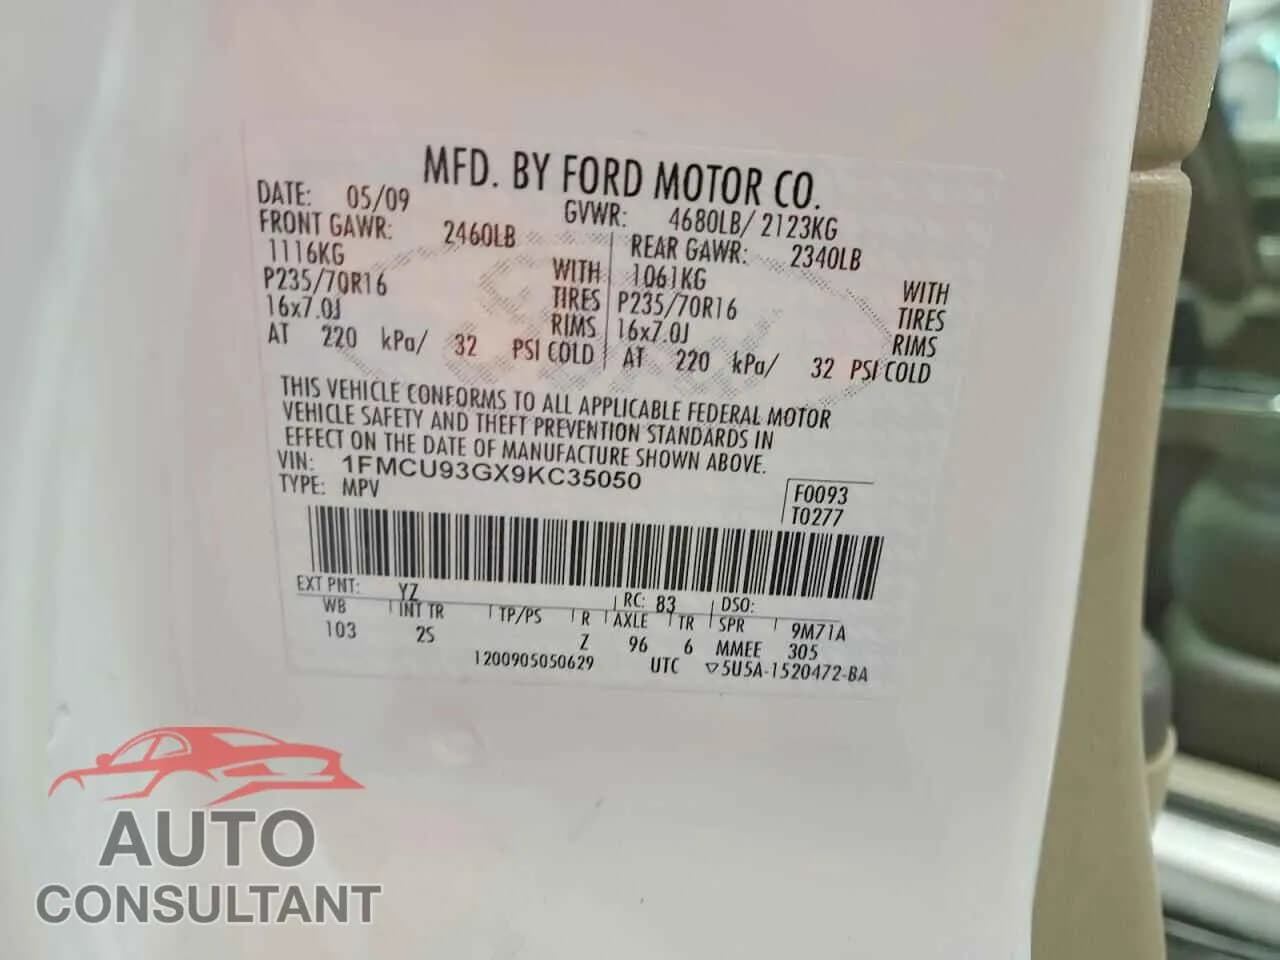 MFD. BY FORD MOTOR CO.
DATE: 05/09 GVWR: 4680LB/ 2123KG
FRONT GAWR: 2460LB REAR GAWR: 2340LB
1116KG WITH 1061KG WITH
P235/70R16 TIRES P235/70R16 TIRES
16x7.0J RIMS 16x7.0J RIMS
AT 220 kPa/ 32 PSI COLD AT 220 kPa/ 32 PSI COLD
THIS VEHICLE CONFORMS TO ALL APPLICABLE FEDERAL MOTOR
VEHICLE SAFETY AND THEFT PREVENTION STANDARDS IN
EFFECT ON THE DATE OF MANUFACTURE SHOWN ABOVE.
VIN: 1FMCU93GX9KC35050
TYPE: MPV
F0093
T0277
EXT PNT: YZ RC: 83 DSO:
WB INT TR TP/PS R AXLE TR SPR 9M71A
103 2S Z 96 6 MMEE 305
1200905050629 UTC ▽5U5A-1520472-BA
AUTO
CONSULTANT